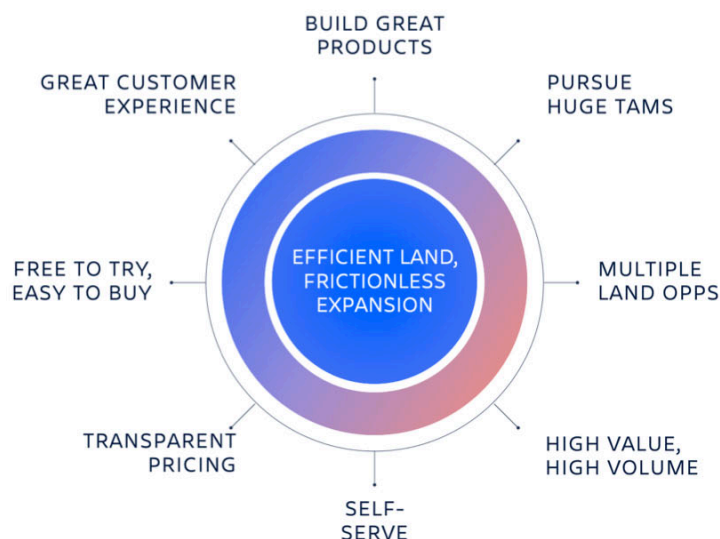 BUILD GREAT
PRODUCTS
PURSUE
HUGE TAMS
MULTIPLE
LAND OPPS
HIGH VALUE,
HIGH VOLUME
SELF-
SERVE
TRANSPARENT
PRICING
FREE TO TRY,
EASY TO BUY
GREAT CUSTOMER
EXPERIENCE
EFFICIENT LAND,
FRICTIONLESS
EXPANSION